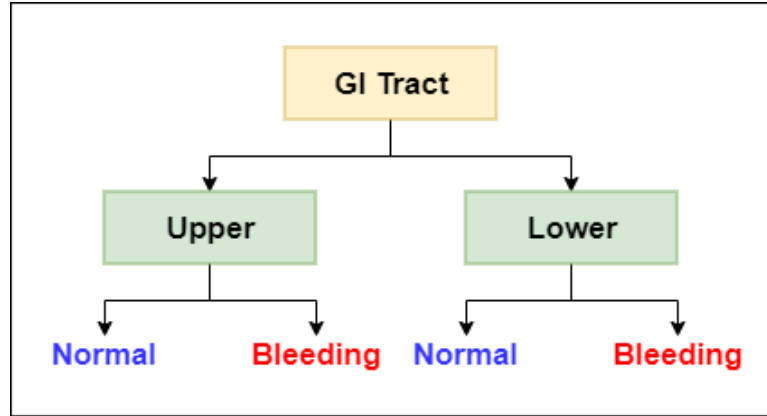 GI Tract
Upper
Lower
Normal
Bleeding
Normal
Bleeding